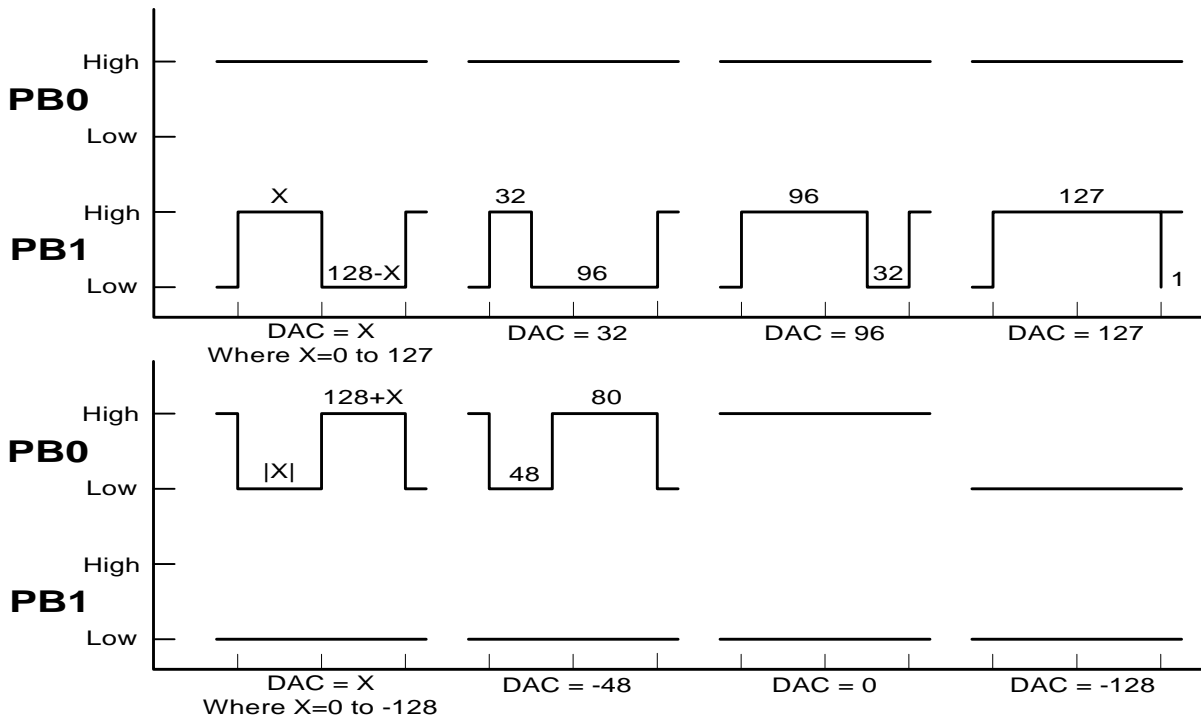 High
PB0
Low
X 32 96 127
High
PB1
128-X 96 32 1
Low
DAC = X DAC = 32 DAC = 96 DAC = 127
Where X=0 to 127
128+X 80
High
PB0
|X| 48
Low
High
PB1
Low
DAC = X DAC = -48 DAC = 0 DAC = -128
Where X=0 to -128